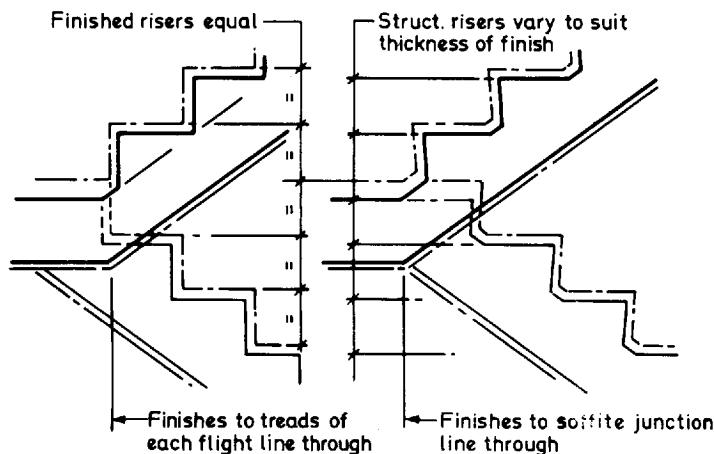 Finished risers equal
Struct. risers vary to suit
thickness of finish
Finishes to treads of
each flight line through
Finishes to soffite junction
line through